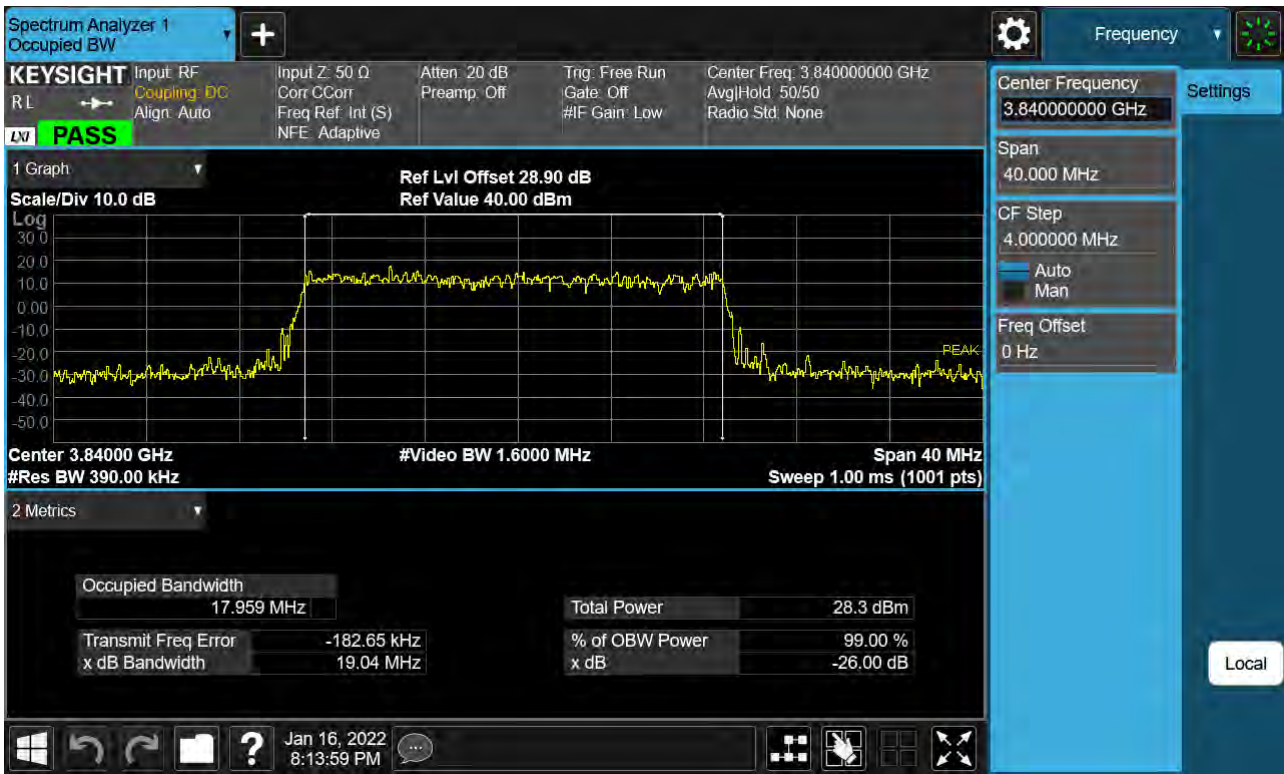 Spectrum Analyzer 1
Occupied BW
+
Frequency
KEYSIGHT
R L
LXI
PASS
Input: RF
Coupling: DC
Align: Auto
Input Z: 50 Ω
Corr CCorr
Freq Ref: Int (S)
NFE: Adaptive
Atten: 20 dB
Preamp: Off
Trig: Free Run
Gate: Off
#IF Gain: Low
Center Freq: 3.840000000 GHz
Avg|Hold: 50/50
Radio Std: None
Center Frequency
3.840000000 GHz
Settings
Span
40.000 MHz
CF Step
4.000000 MHz
Auto
Man
Freq Offset
0 Hz
Local
1 Graph
Scale/Div 10.0 dB
Ref Lvl Offset 28.90 dB
Ref Value 40.00 dBm
Log
30.0
20.0
10.0
0.00
-10.0
-20.0
-30.0
-40.0
-50.0
PEAK
Center 3.84000 GHz
#Video BW 1.6000 MHz
Span 40 MHz
#Res BW 390.00 kHz
Sweep 1.00 ms (1001 pts)
2 Metrics
Occupied Bandwidth
17.959 MHz
Total Power 28.3 dBm
Transmit Freq Error -182.65 kHz
% of OBW Power 99.00 %
x dB Bandwidth 19.04 MHz
x dB -26.00 dB
?
Jan 16, 2022
8:13:59 PM